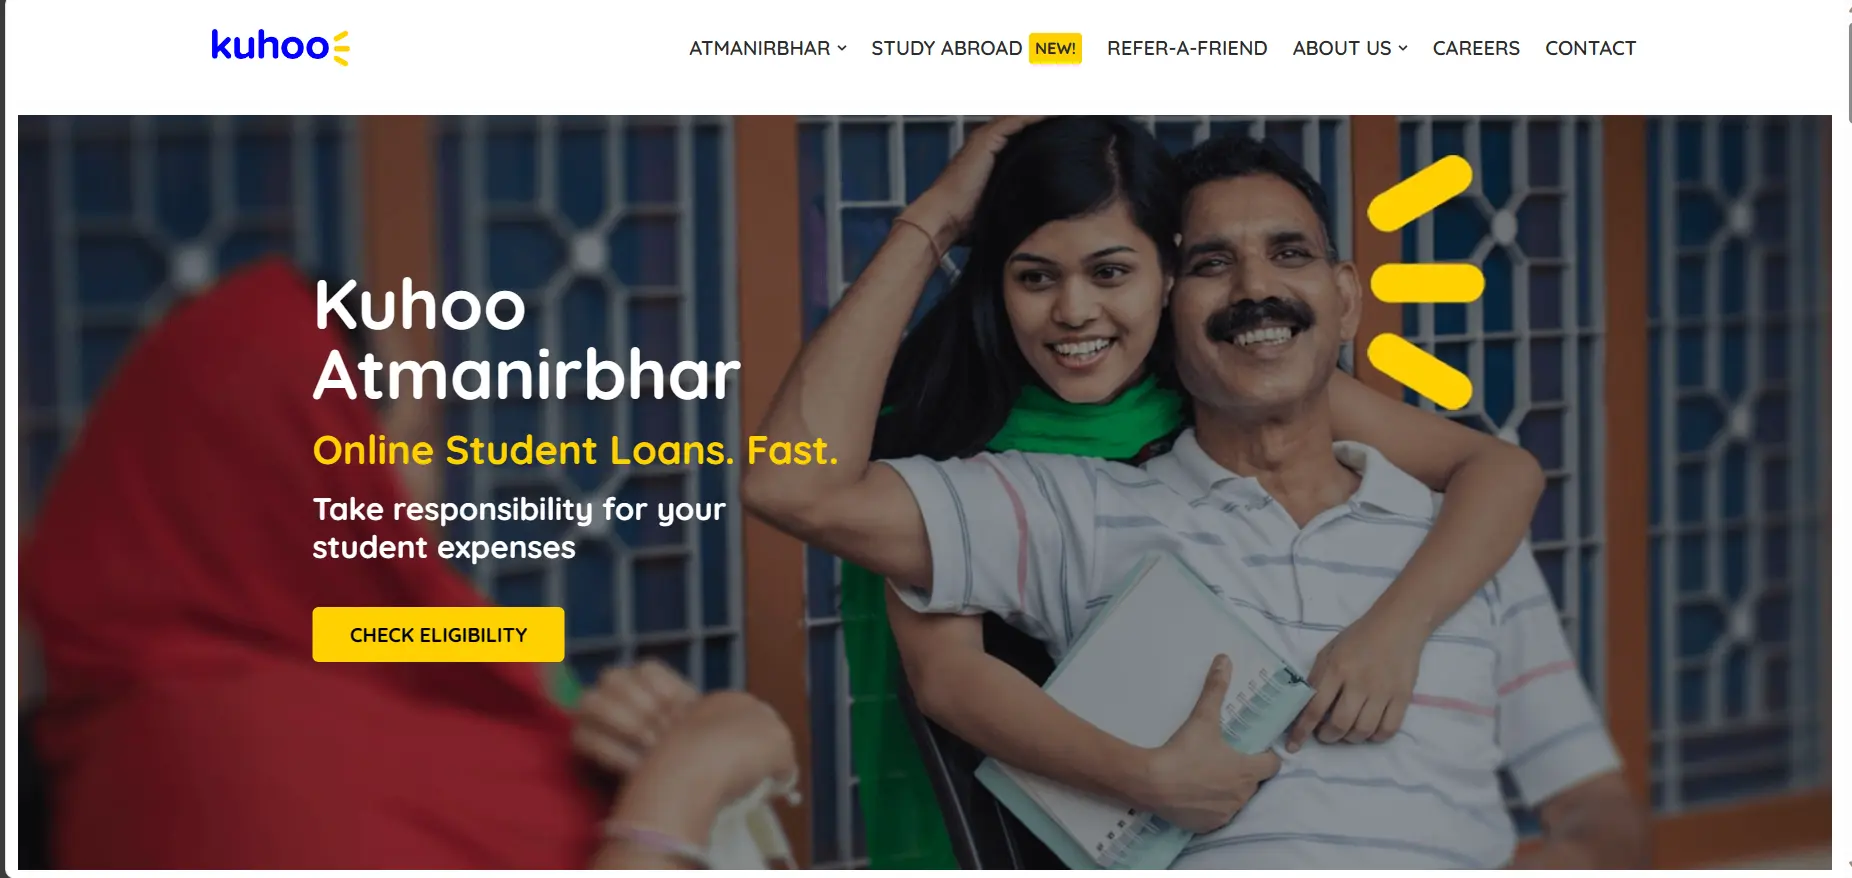 kuhoo
ATMANIRBHAR STUDY ABROAD NEW! REFER-A-FRIEND ABOUT US CAREERS CONTACT
Kuhoo
Atmanirbhar
Online Student Loans. Fast.
Take responsibility for your
student expenses
CHECK ELIGIBILITY